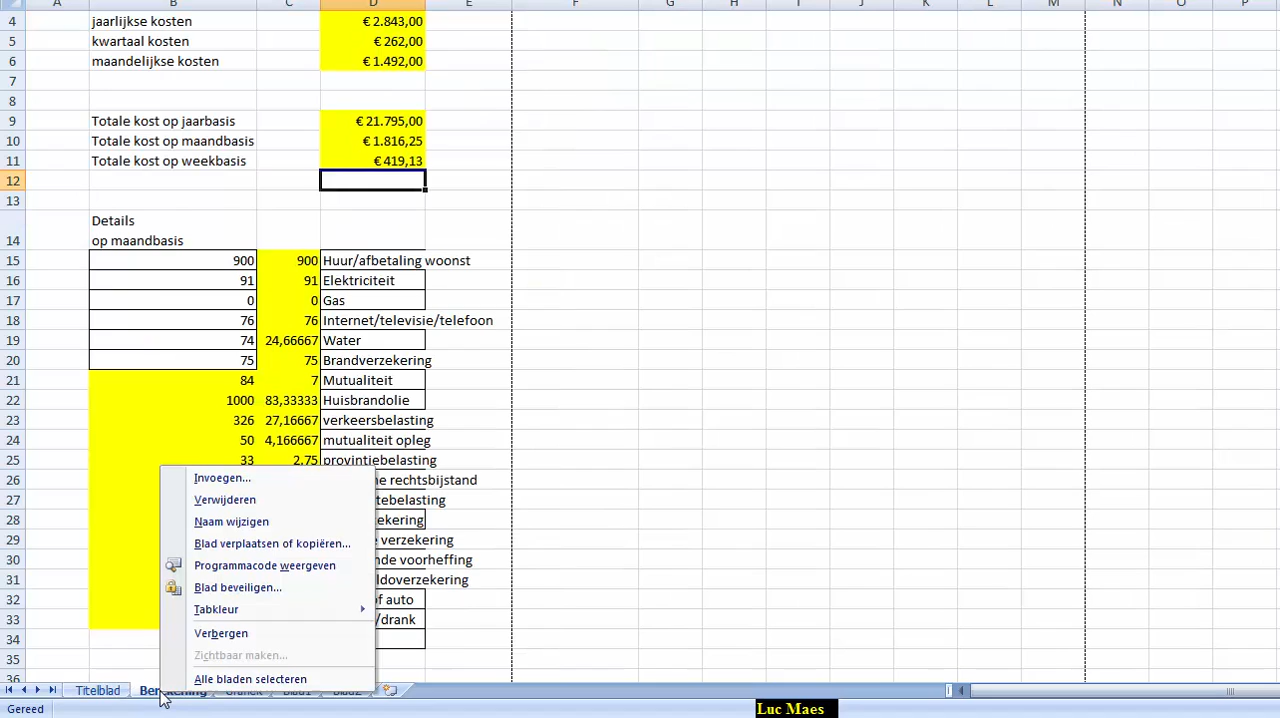 B C D E F G H I J K L M N O P
4 jaarlijkse kosten € 2.843,00
5 kwartaal kosten € 262,00
6 maandelijkse kosten € 1.492,00
7
8
9 Totale kost op jaarbasis € 21.795,00
10 Totale kost op maandbasis € 1.816,25
11 Totale kost op weekbasis € 419,13
12
13
Details
14 op maandbasis
15 900 900 Huur/afbetaling woonst
16 91 91 Elektriciteit
17 0 0 Gas
18 76 76 Internet/televisie/telefoon
19 74 24,66667 Water
20 75 75 Brandverzekering
21 84 7 Mutualiteit
22 1000 83,33333 Huisbrandolie
23 326 27,16667 verkeersbelasting
24 50 4,166667 mutualiteit opleg
25 33 2,75 provintiebelasting
26 ne rechtsbijstand
27 tebelasting
28 ekering
29 e verzekering
30 nde voorheffing
31 ldoverzekering
32 of auto
33 /drank
34
35
36
Invoegen...
Verwijderen
Naam wijzigen
Blad verplaatsen of kopiëren...
Programmacode weergeven
Blad beveiligen...
Tabkleur
Verbergen
Zichtbaar maken...
Alle bladen selecteren
Titelblad Berekening Grafiek Blad1 Blad2
Gereed
Luc Maes